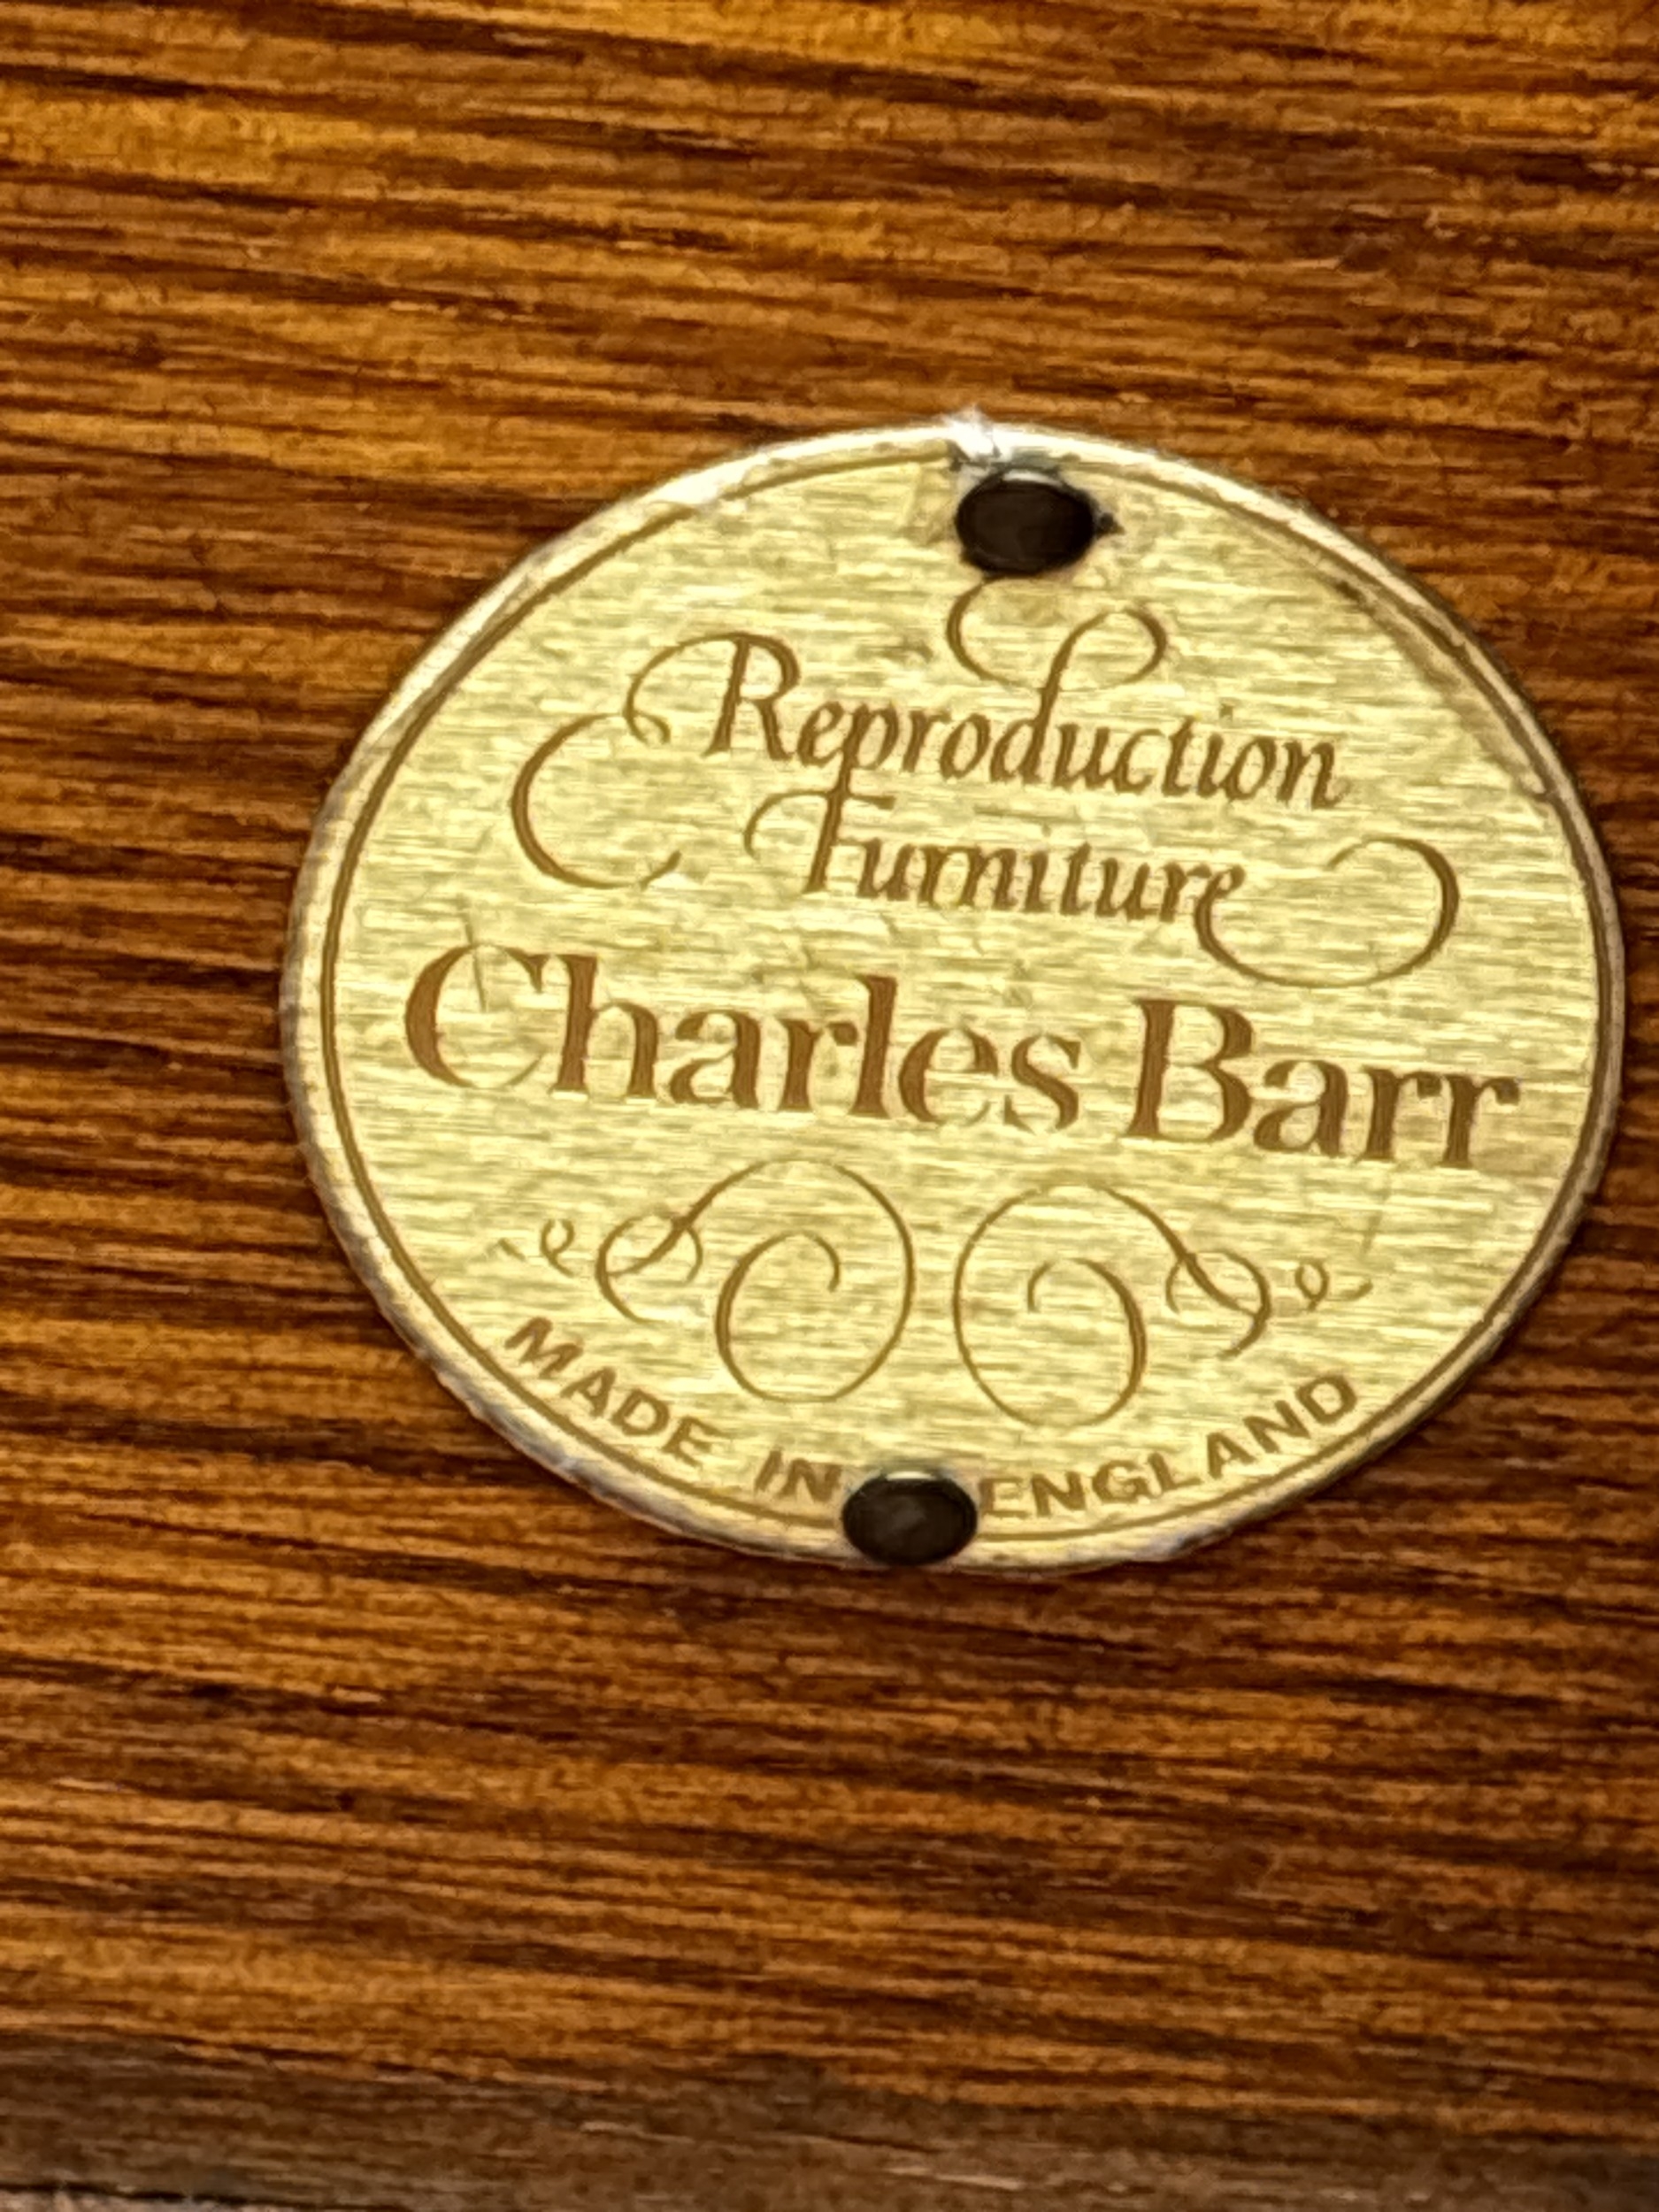 Reproduction
Furniture
Charles Barr
MADE IN ENGLAND